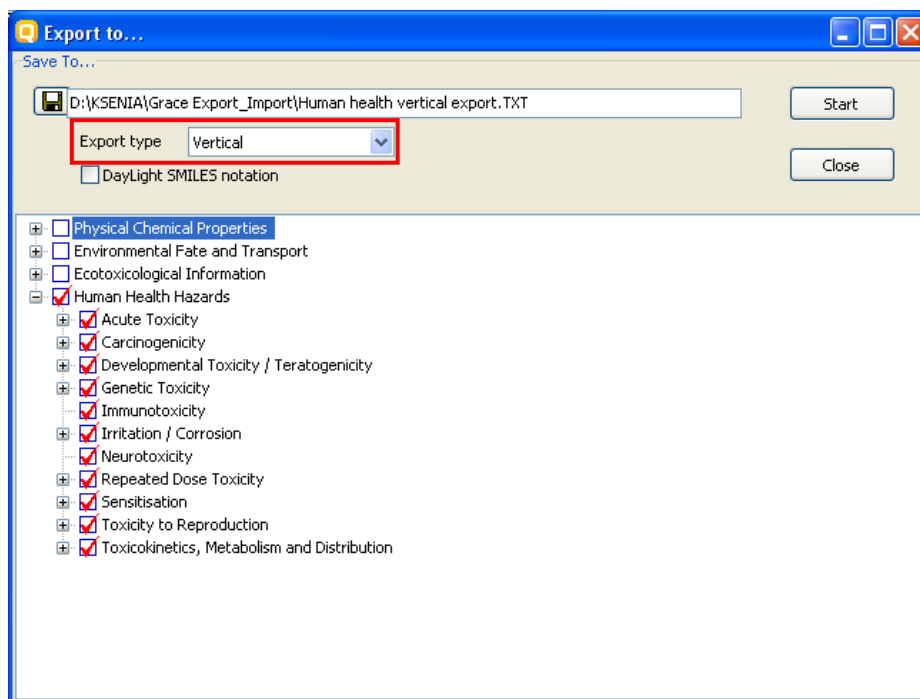 Export to...
Save To...
D:\KSENIA\Grace Export_Import\Human health vertical export.TXT
Start
Export type Vertical
Close
DayLight SMILES notation
Physical Chemical Properties
Environmental Fate and Transport
Ecotoxicological Information
Human Health Hazards
Acute Toxicity
Carcinogenicity
Developmental Toxicity / Teratogenicity
Genetic Toxicity
Immunotoxicity
Irritation / Corrosion
Neurotoxicity
Repeated Dose Toxicity
Sensitisation
Toxicity to Reproduction
Toxicokinetics, Metabolism and Distribution